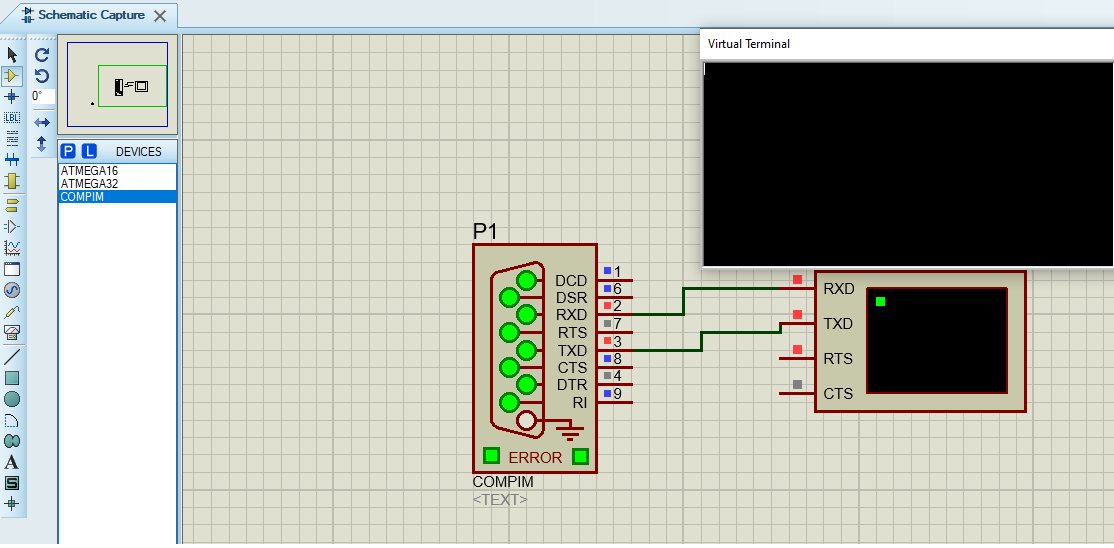 Schematic Capture
Virtual Terminal
0°
LBL
P L DEVICES
ATMEGA16
ATMEGA32
COMPIM
A
S
P1
DCD 1
DSR 6
RXD 2
RTS 7
TXD 3
CTS 8
DTR 4
RI 9
ERROR
COMPIM
<TEXT>
RXD
TXD
RTS
CTS